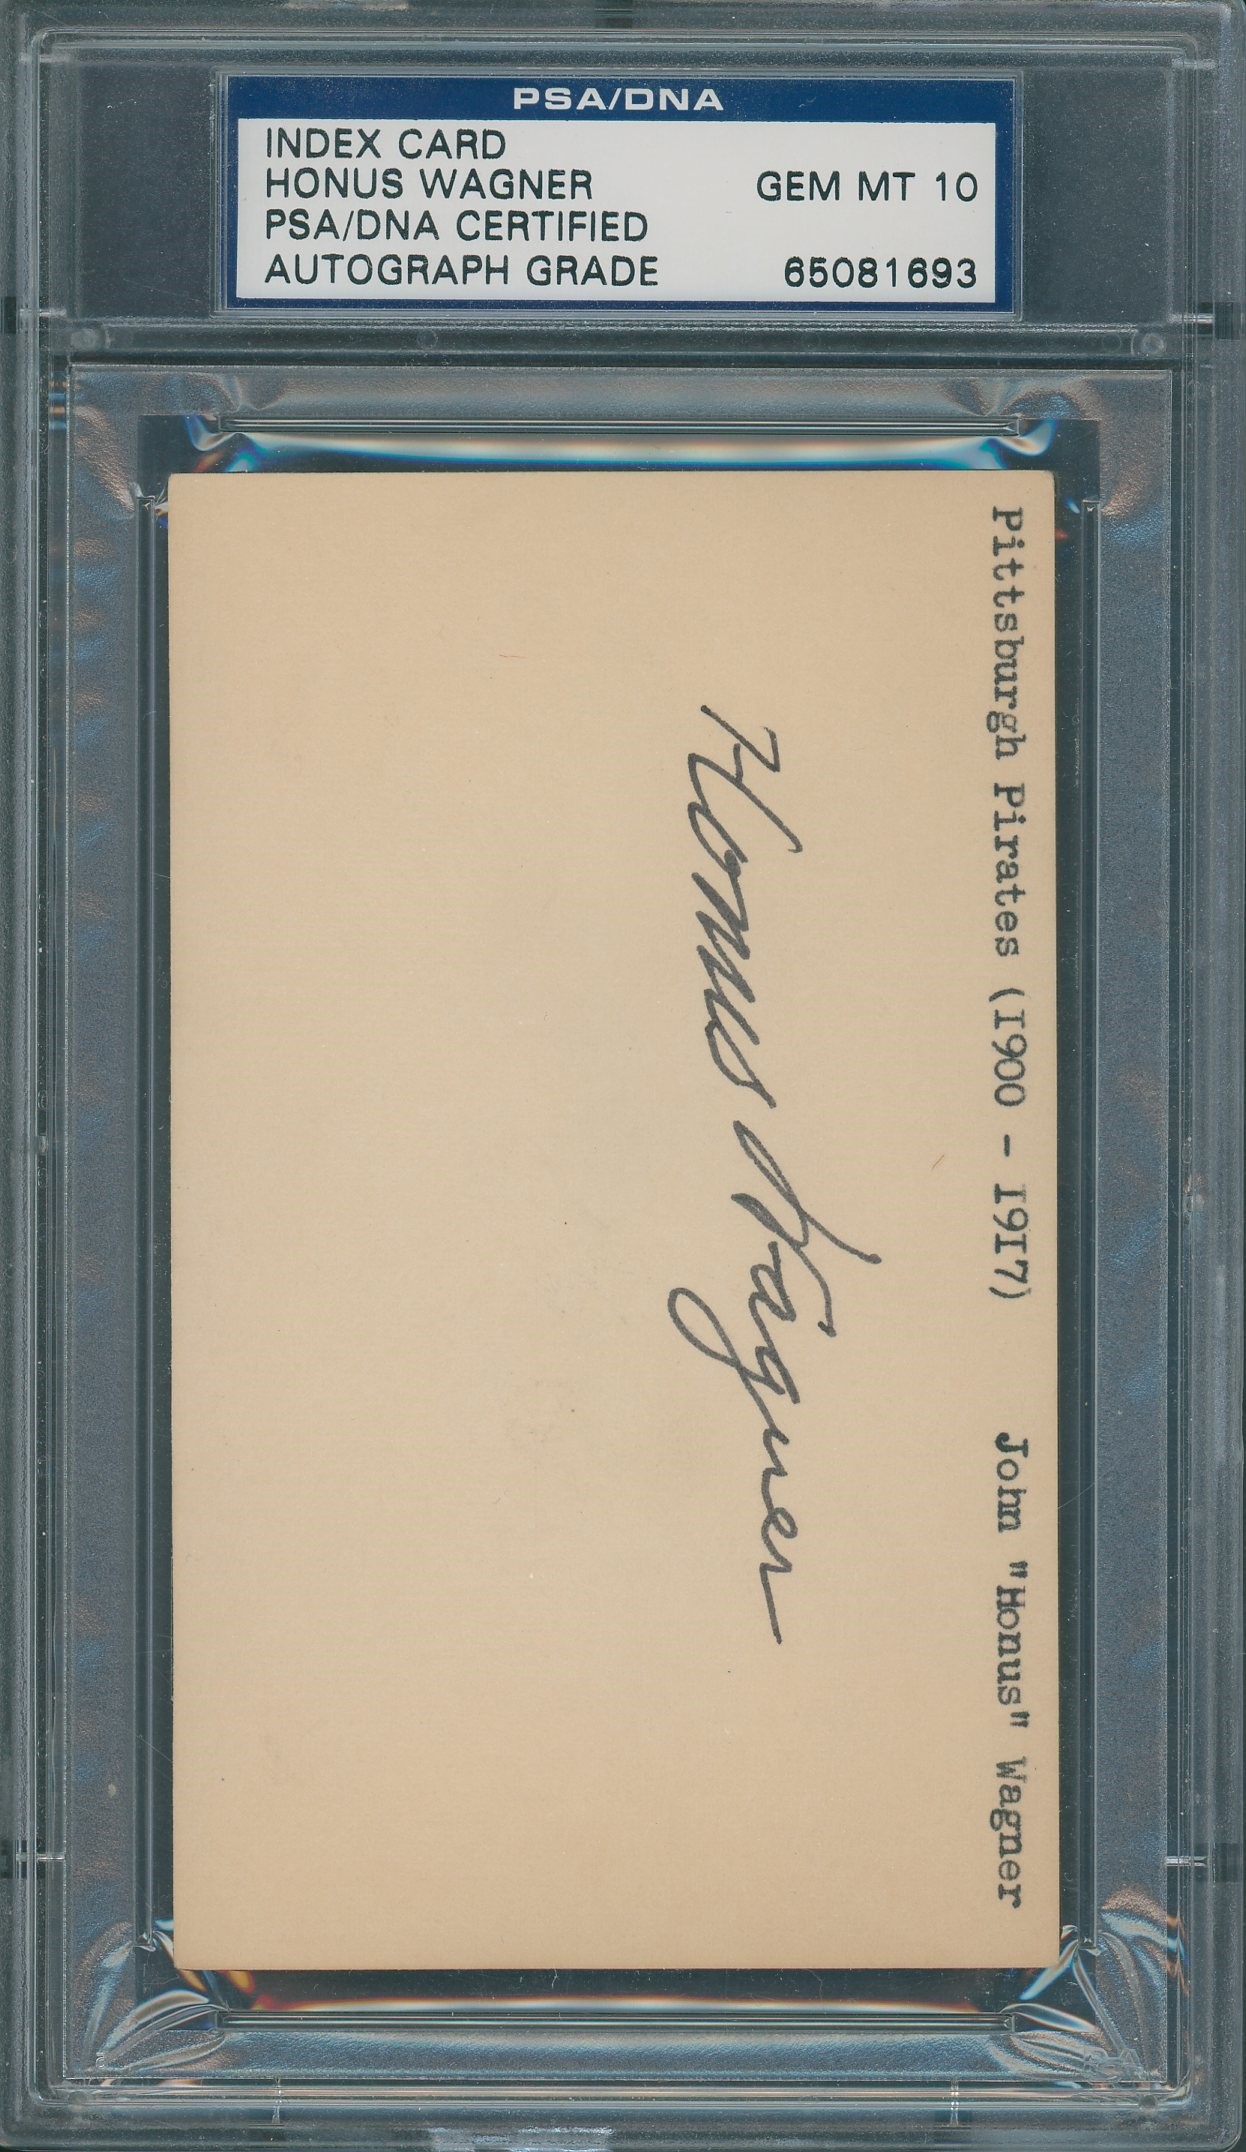 PSA/DNA
INDEX CARD
HONUS WAGNER GEM MT 10
PSA/DNA CERTIFIED
AUTOGRAPH GRADE 65081693
Pittsburgh Pirates (I900 - I9I7) John "Honus" Wagner
Honus Wagner